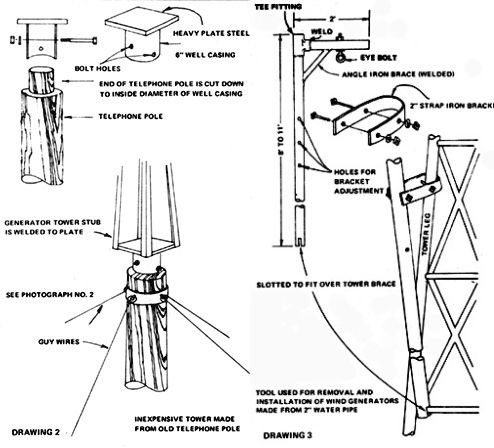 HEAVY PLATE STEEL
6" WELL CASING
BOLT HOLES
END OF TELEPHONE POLE IS CUT DOWN
TO INSIDE DIAMETER OF WELL CASING
TELEPHONE POLE
GENERATOR TOWER STUB
IS WELDED TO PLATE
SEE PHOTOGRAPH NO. 2
GUY WIRES
INEXPENSIVE TOWER MADE
FROM OLD TELEPHONE POLE
DRAWING 2
TEE FITTING
2'
WELD
EYE BOLT
ANGLE IRON BRACE (WELDED)
2" STRAP IRON BRACKET
8' TO 11'
HOLES FOR
BRACKET
ADJUSTMENT
TOWER LEG
SLOTTED TO FIT OVER TOWER BRACE
TOOL USED FOR REMOVAL AND
INSTALLATION OF WIND GENERATORS
MADE FROM 2" WATER PIPE
DRAWING 3